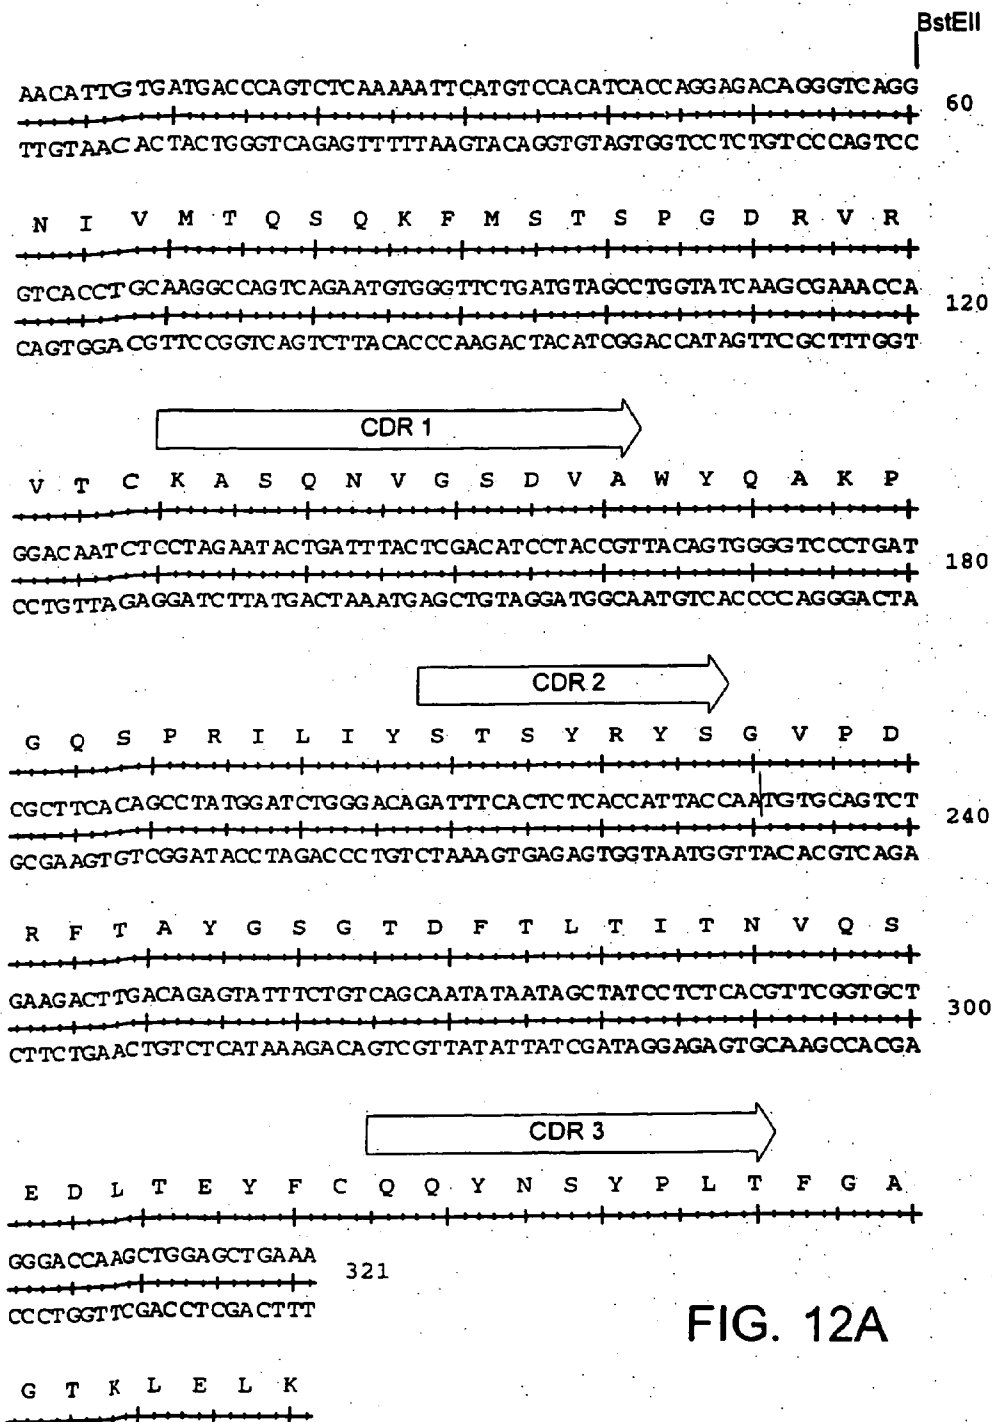 BstEII
AACATTGTGATGACCCAGTCTCAAAAATTCATGTCCACATCACCAGGAGACAGGGTCAGG
60
TTGTAACACTACTGGGTCAGAGTTTTTAAGTACAGGTGTAGTGGTCCTCTGTCCCAGTCC
N I V M T Q S Q K F M S T S P G D R V R
GTCACCTGCAAGGCCAGTCAGAATGTGGGTTCTGATGTAGCCTGGTATCAAGCGAAACCA
120
CAGTGGACGTTCCGGTCAGTCTTACACCCAAGACTACATCGGACCATAGTTCGCTTTGGT
CDR 1
V T C K A S Q N V G S D V A W Y Q A K P
GGACAATCTCCTAGAATACTGATTTACTCGACATCCTACCGTTACAGTGGGGTCCCTGAT
180
CCTGTTAGAGGATCTTATGACTAAATGAGCTGTAGGATGGCAATGTCACCCCAGGGACTA
CDR 2
G Q S P R I L I Y S T S Y R Y S G V P D
CGCTTCACAGCCTATGGATCTGGGACAGATTTCACTCTCACCATTACCAATGTGCAGTCT
240
GCGAAGTGTCGGATACCTAGACCCTGTCTAAAGTGAGAGTGGTAATGGTTACACGTCAGA
R F T A Y G S G T D F T L T I T N V Q S
GAAGACTTGACAGAGTATTTCTGTCAGCAATATAATAGCTATCCTCTCACGTTCGGTGCT
300
CTTCTGAACTGTCTCATAAAGACAGTCGTTATATTATCGATAGGAGAGTGCAAGCCACGA
CDR 3
E D L T E Y F C Q Q Y N S Y P L T F G A
GGGACCAAGCTGGAGCTGAAA
321
CCCTGGTTCGACCTCGACTTT
FIG. 12A
G T K L E L K